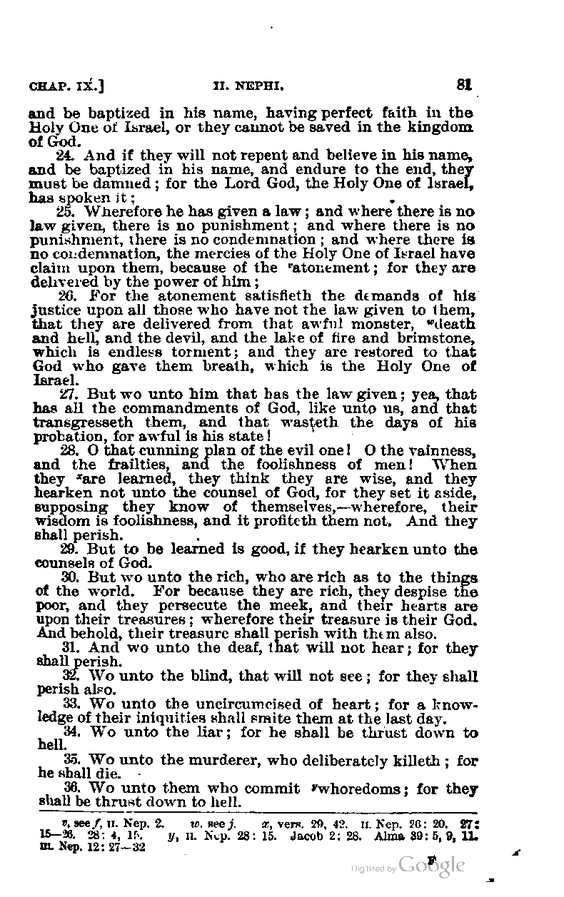 CHAP. IX.] II. NEPHI. 81
and be baptized in his name, having perfect faith in the
Holy One of Israel, or they cannot be saved in the kingdom
of God.
24. And if they will not repent and believe in his name,
and be baptized in his name, and endure to the end, they
must be damned; for the Lord God, the Holy One of Israel,
has spoken it;
25. Wherefore he has given a law; and where there is no
law given, there is no punishment; and where there is no
punishment, there is no condemnation; and where there is
no condemnation, the mercies of the Holy One of Israel have
claim upon them, because of the ᵛatonement; for they are
delivered by the power of him;
26. For the atonement satisfieth the demands of his
justice upon all those who have not the law given to them,
that they are delivered from that awful monster, ʷdeath
and hell, and the devil, and the lake of fire and brimstone,
which is endless torment; and they are restored to that
God who gave them breath, which is the Holy One of
Israel.
27. But wo unto him that has the law given; yea, that
has all the commandments of God, like unto us, and that
transgresseth them, and that wasteth the days of his
probation, for awful is his state!
28. O that cunning plan of the evil one! O the vainness,
and the frailties, and the foolishness of men! When
they ˣare learned, they think they are wise, and they
hearken not unto the counsel of God, for they set it aside,
supposing they know of themselves,—wherefore, their
wisdom is foolishness, and it profiteth them not. And they
shall perish.
29. But to be learned is good, if they hearken unto the
counsels of God.
30. But wo unto the rich, who are rich as to the things
of the world. For because they are rich, they despise the
poor, and they persecute the meek, and their hearts are
upon their treasures; wherefore their treasure is their God.
And behold, their treasure shall perish with them also.
31. And wo unto the deaf, that will not hear; for they
shall perish.
32. Wo unto the blind, that will not see; for they shall
perish also.
33. Wo unto the uncircumcised of heart; for a know-
ledge of their iniquities shall smite them at the last day.
34. Wo unto the liar; for he shall be thrust down to
hell.
35. Wo unto the murderer, who deliberately killeth; for
he shall die.
36. Wo unto them who commit ʸwhoredoms; for they
shall be thrust down to hell.
v, see f, II. Nep. 2. w, see j. x, vers. 29, 42. II. Nep. 26: 20. 27:
15—26. 28: 4, 15. y, II. Nep. 28: 15. Jacob 2: 28. Alma 39: 5, 9, 11.
III. Nep. 12: 27—32
F
Digitized by Google